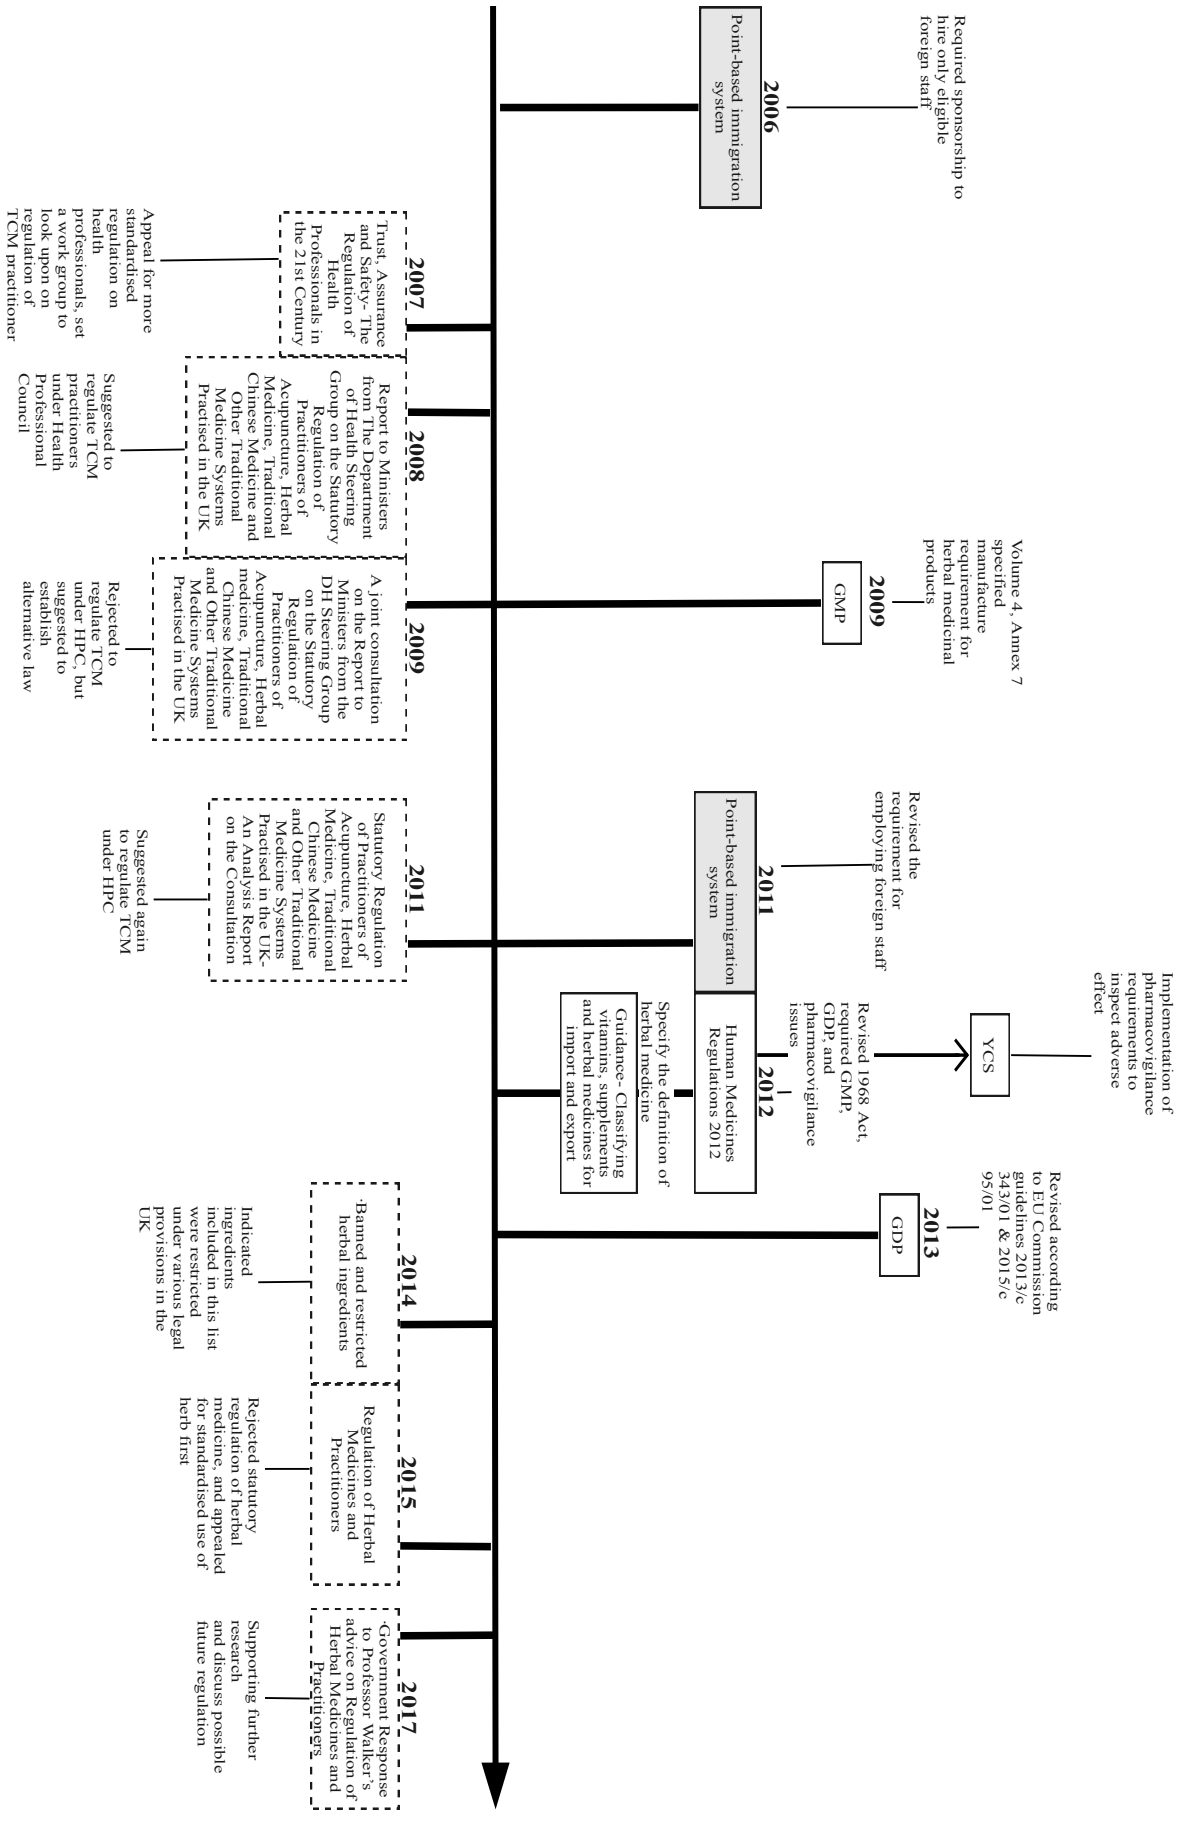 Required sponsorship to
hire only eligible
foreign staff
2006
Point-based immigration
system
Volume 4, Annex 7
specified
manufacture
requirement for
herbal medicinal
products
2009
GMP
Revised the
requirement for
employing foreign staff
2011
Point-based immigration
system
Implementation of
pharmacovigilance
requirements to
inspect adverse
effect
YCS
Revised 1968 Act,
required GMP,
GDP, and
pharmacovigilance
issues
2012
Human Medicines
Regulations 2012
Specify the definition of
herbal medicine
Guidance- Classifying
vitamins, supplements
and herbal medicines for
import and export
Revised according
to EU Commission
guidelines 2013/c
343/01 & 2015/c
95/01
2013
GDP
2007
Trust, Assurance
and Safety- The
Regulation of
Health
Professionals in
the 21st Century
Appeal for more
standardised
regulation on
health
professionals, set
a work group to
look upon on
regulation of
TCM practitioner
2008
Report to Ministers
from The Department
of Health Steering
Group on the Statutory
Regulation of
Practitioners of
Acupuncture, Herbal
Medicine, Traditional
Chinese Medicine and
Other Traditional
Medicine Systems
Practised in the UK
Suggested to
regulate TCM
practitioners
under Health
Professional
Council
2009
A joint consultation
on the Report to
Ministers from the
DH Steering Group
on the Statutory
Regulation of
Practitioners of
Acupuncture, Herbal
medicine, Traditional
Chinese Medicine
and Other Traditional
Medicine Systems
Practised in the UK
Rejected to
regulate TCM
under HPC, but
suggested to
establish
alternative law
2011
Statutory Regulation
of Practitioners of
Acupuncture, Herbal
Medicine, Traditional
Chinese Medicine
and Other Traditional
Medicine Systems
Practised in the UK-
An Analysis Report
on the Consultation
Suggested again
to regulate TCM
under HPC
2014
·Banned and restricted
herbal ingredients
Indicated
ingredients
included in this list
were restricted
under various legal
provisions in the
UK
2015
Regulation of Herbal
Medicines and
Practitioners
Rejected statutory
regulation of herbal
medicine, and appealed
for standardised use of
herb first
2017
·Government Response
to Professor Walker’s
advice on Regulation of
Herbal Medicines and
Practitioners
Supporting further
research
and discuss possible
future regulation